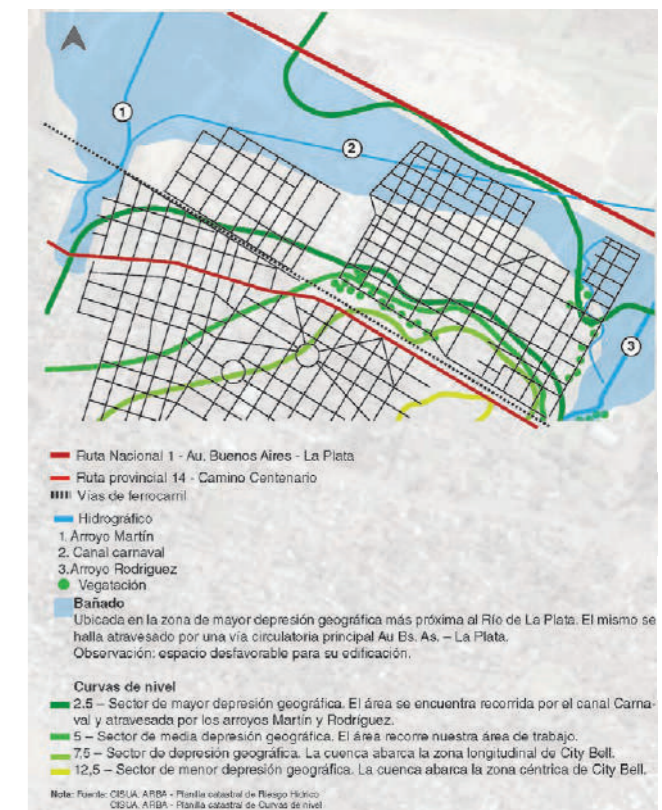 1
2
3
Ruta Nacional 1 - Au. Buenos Aires - La Plata
Ruta provincial 14 - Camino Centenario
Vías de ferrocarril
Hidrográfico
1. Arroyo Martín
2. Canal carnaval
3.Arroyo Rodriguez
Vegatación
Bañado
Ubicada en la zona de mayor depresión geográfica más próxima al Río de La Plata. El mismo se
halla atravesado por una vía circulatoria principal Au Bs. As. – La Plata.
Observación: espacio desfavorable para su edificación.
Curvas de nivel
2.5 – Sector de mayor depresión geográfica. El área se encuentra recorrida por el canal Carna-
val y atravesada por los arroyos Martín y Rodríguez.
5 – Sector de media depresión geográfica. El área recorre nuestra área de trabajo.
7,5 – Sector de depresión geográfica. La cuenca abarca la zona longitudinal de City Bell.
12,5 – Sector de menor depresión geográfica. La cuenca abarca la zona céntrica de City Bell.
Nota: Fuente: CISUA. ARBA - Planilla catastral de Riesgo Hídrico
CISUA. ARBA - Planilla catastral de Curvas de nivel